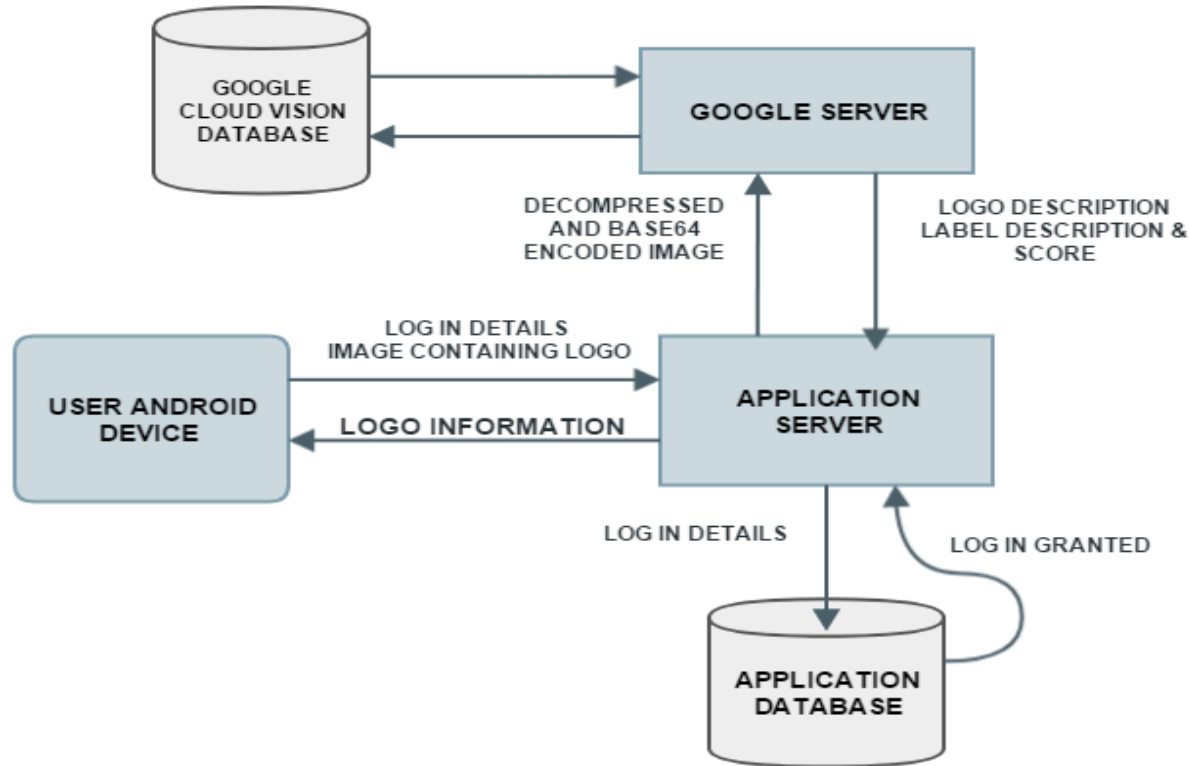 GOOGLE
CLOUD VISION
DATABASE
GOOGLE SERVER
DECOMPRESSED
AND BASE64
ENCODED IMAGE
LOGO DESCRIPTION
LABEL DESCRIPTION &
SCORE
LOG IN DETAILS
IMAGE CONTAINING LOGO
USER ANDROID
DEVICE
LOGO INFORMATION
APPLICATION
SERVER
LOG IN DETAILS
LOG IN GRANTED
APPLICATION
DATABASE